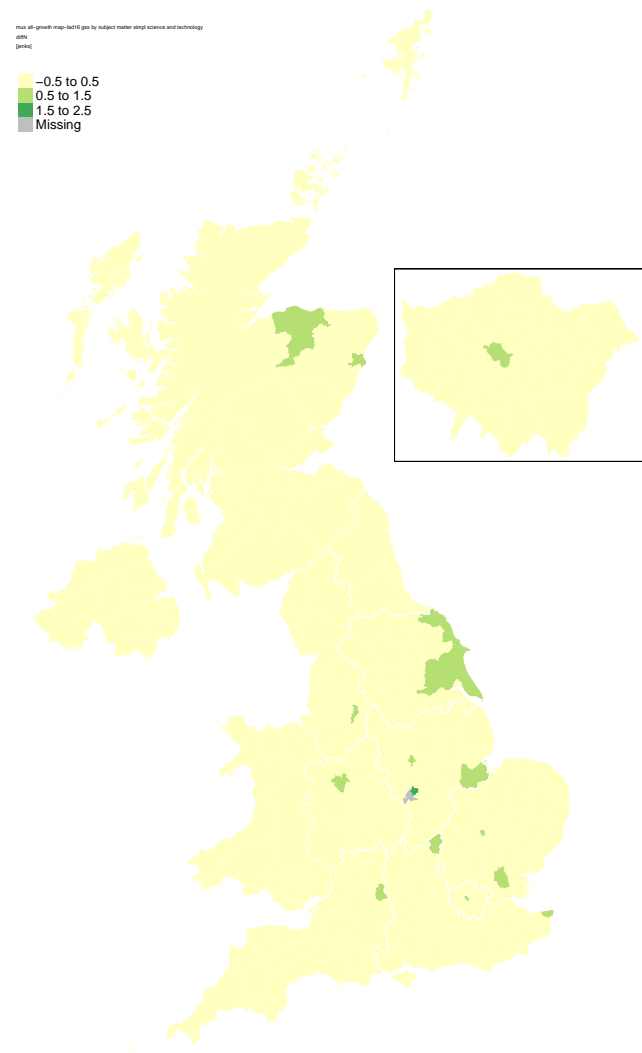 mus all-growth map-lad16 gss by subject matter simpl science and technology
diffN
[jenks]
−0.5 to 0.5
0.5 to 1.5
1.5 to 2.5
Missing